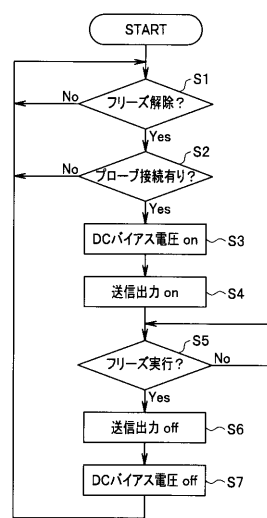 START
S1
フリーズ解除?
No
Yes
S2
プローブ接続有り?
No
Yes
DCバイアス電圧 on
S3
送信出力 on
S4
S5
フリーズ実行?
No
Yes
送信出力 off
S6
DCバイアス電圧 off
S7